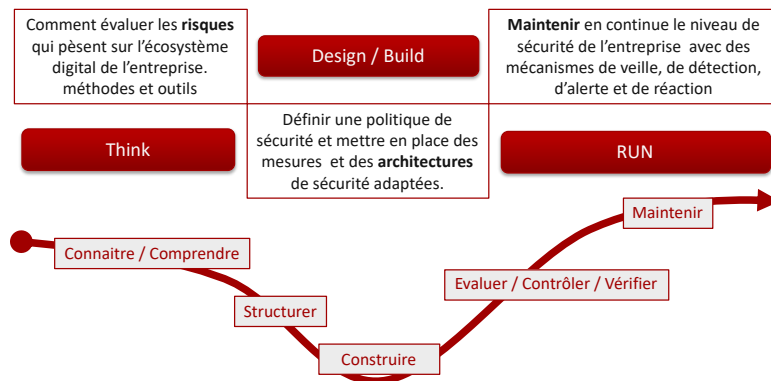 Comment évaluer les risques
qui pèsent sur l'écosystème
digital de l'entreprise.
méthodes et outils
Think
Design / Build
Définir une politique de
sécurité et mettre en place des
mesures et des architectures
de sécurité adaptées.
Maintenir en continue le niveau de
sécurité de l'entreprise avec des
mécanismes de veille, de détection,
d'alerte et de réaction
RUN
Connaitre / Comprendre
Structurer
Construire
Evaluer / Contrôler / Vérifier
Maintenir